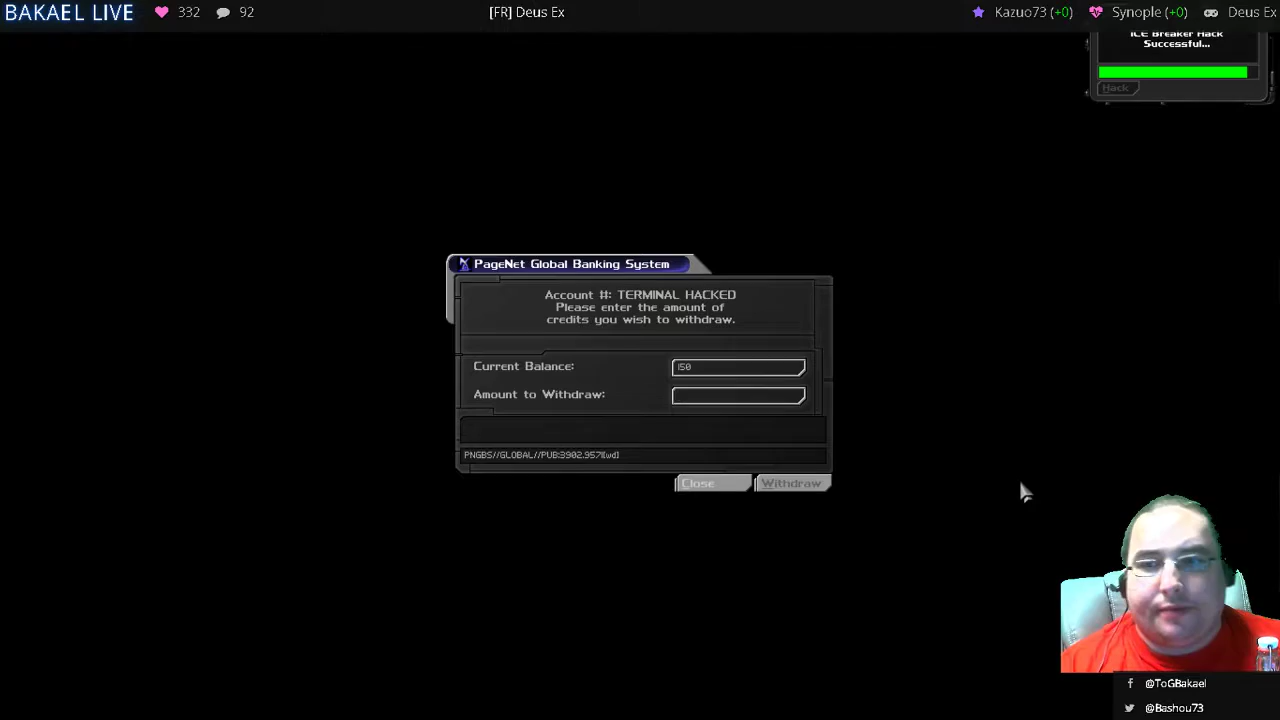 BAKAEL LIVE
332
92
[FR] Deus Ex
Kazuo73 (+0)
Synople (+0)
Deus Ex
ICE Breaker Hack
Successful...
Hack
PageNet Global Banking System
Account #: TERMINAL HACKED
Please enter the amount of
credits you wish to withdraw.
Current Balance:
150
Amount to Withdraw:
PNGBS//GLOBAL//PUB:3902.9571[wd]
Close
Withdraw
@ToGBakael
@Bashou73